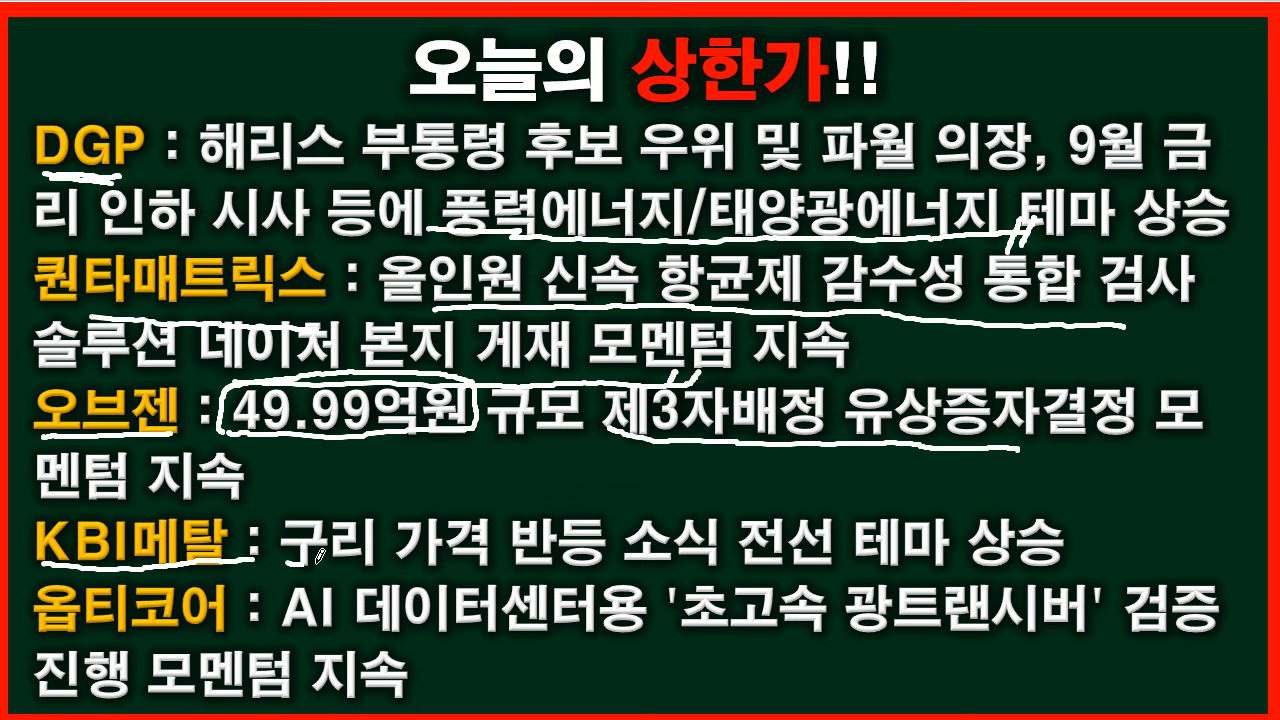 오늘의 상한가!!
DGP : 해리스 부통령 후보 우위 및 파월 의장, 9월 금
리 인하 시사 등에 풍력에너지/태양광에너지 테마 상승
퀀타매트릭스 : 올인원 신속 항균제 감수성 통합 검사
솔루션 네이처 본지 게재 모멘텀 지속
오브젠 : 49.99억원 규모 제3자배정 유상증자결정 모
멘텀 지속
KBI메탈 : 구리 가격 반등 소식 전선 테마 상승
옵티코어 : AI 데이터센터용 '초고속 광트랜시버' 검증
진행 모멘텀 지속